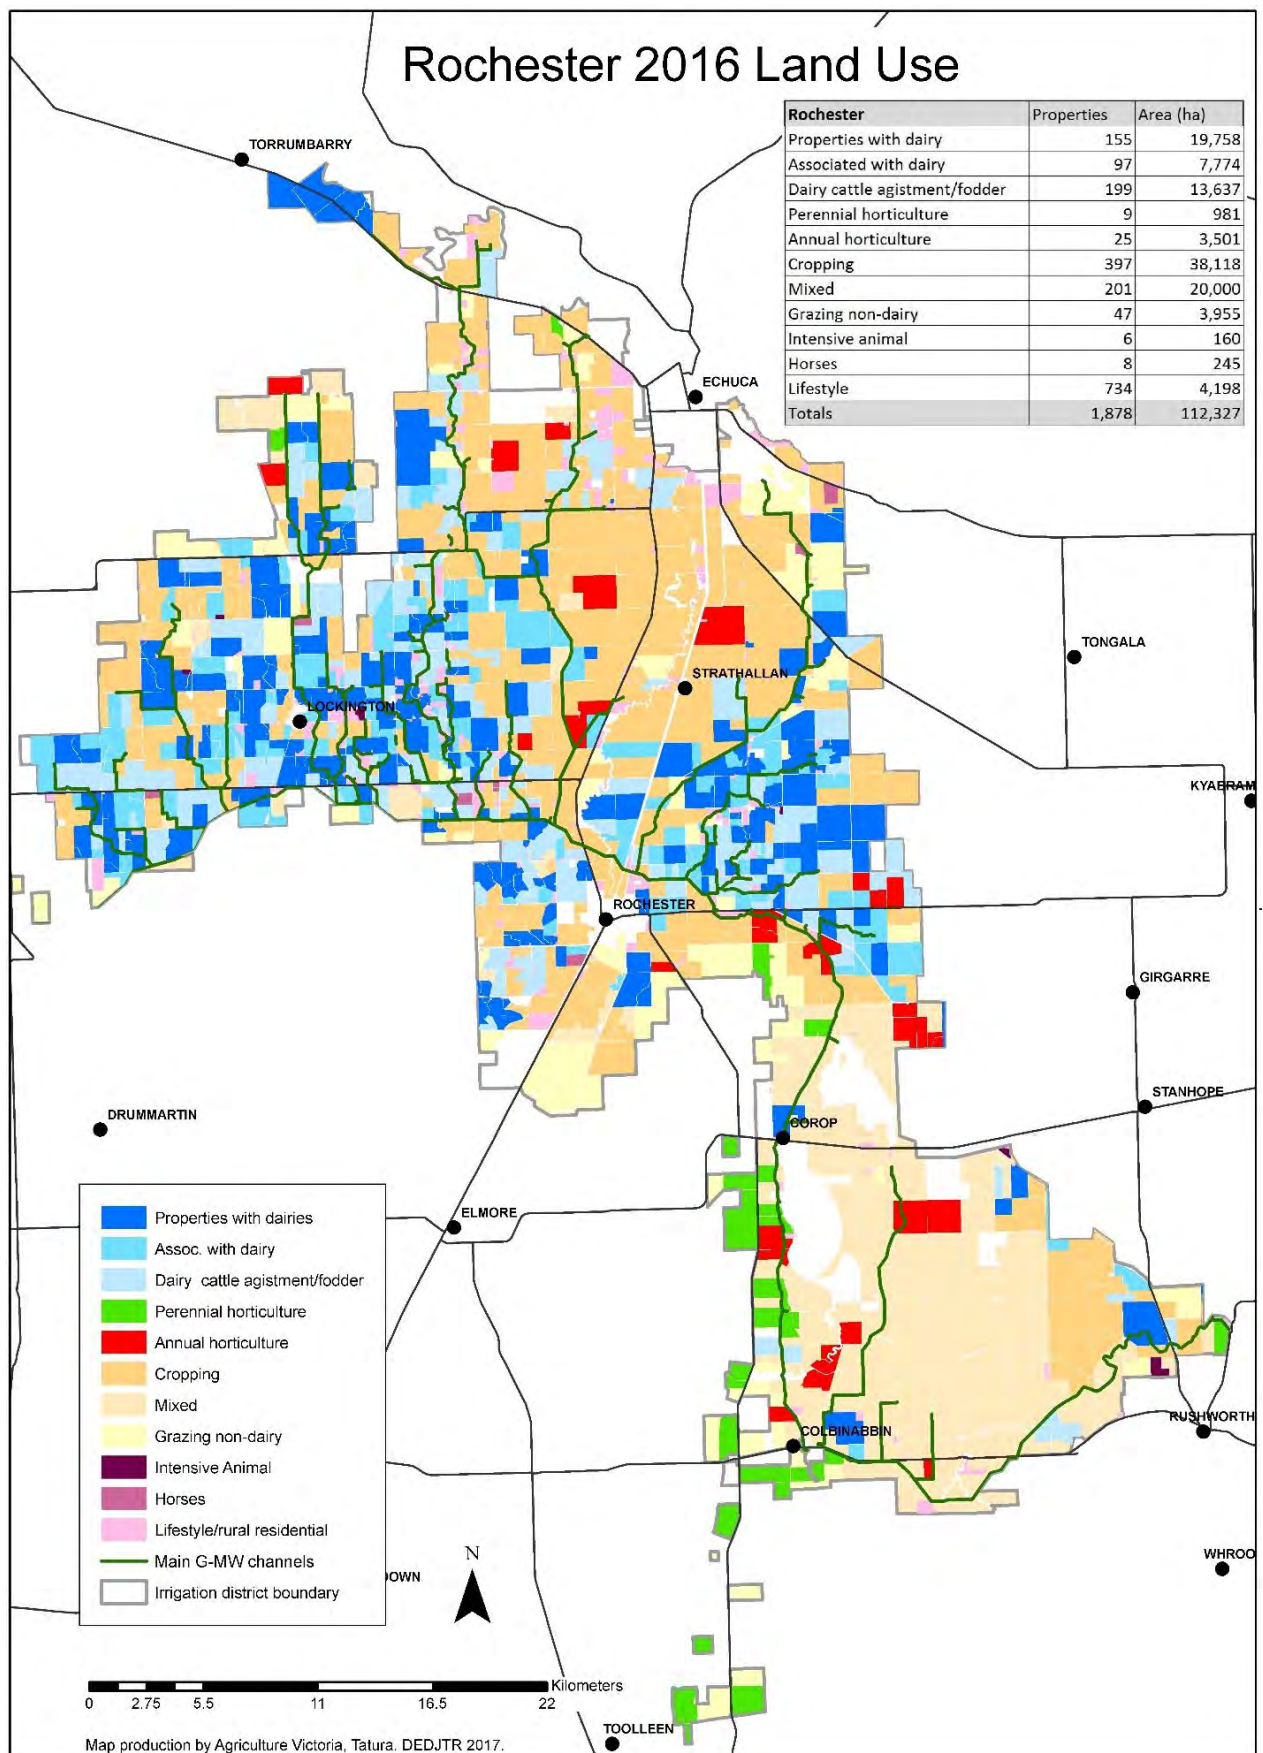 Rochester 2016 Land Use
Rochester Properties Area (ha)
Properties with dairy 155 19,758
Associated with dairy 97 7,774
Dairy cattle agistment/fodder 199 13,637
Perennial horticulture 9 981
Annual horticulture 25 3,501
Cropping 397 38,118
Mixed 201 20,000
Grazing non-dairy 47 3,955
Intensive animal 6 160
Horses 8 245
Lifestyle 734 4,198
Totals 1,878 112,327
TORRUMBARRY
ECHUCA
TONGALA
STRATHALLAN
LOCKINGTON
KYABRAM
ROCHESTER
GIRGARRE
STANHOPE
DRUMMARTIN
COROP
ELMORE
COLBINABBIN
RUSHWORTH
WHROO
OWN
TOOLLEEN
Properties with dairies
Assoc. with dairy
Dairy cattle agistment/fodder
Perennial horticulture
Annual horticulture
Cropping
Mixed
Grazing non-dairy
Intensive Animal
Horses
Lifestyle/rural residential
Main G-MW channels
Irrigation district boundary
N
Kilometers
0 2.75 5.5 11 16.5 22
Map production by Agriculture Victoria, Tatura. DEDJTR 2017.